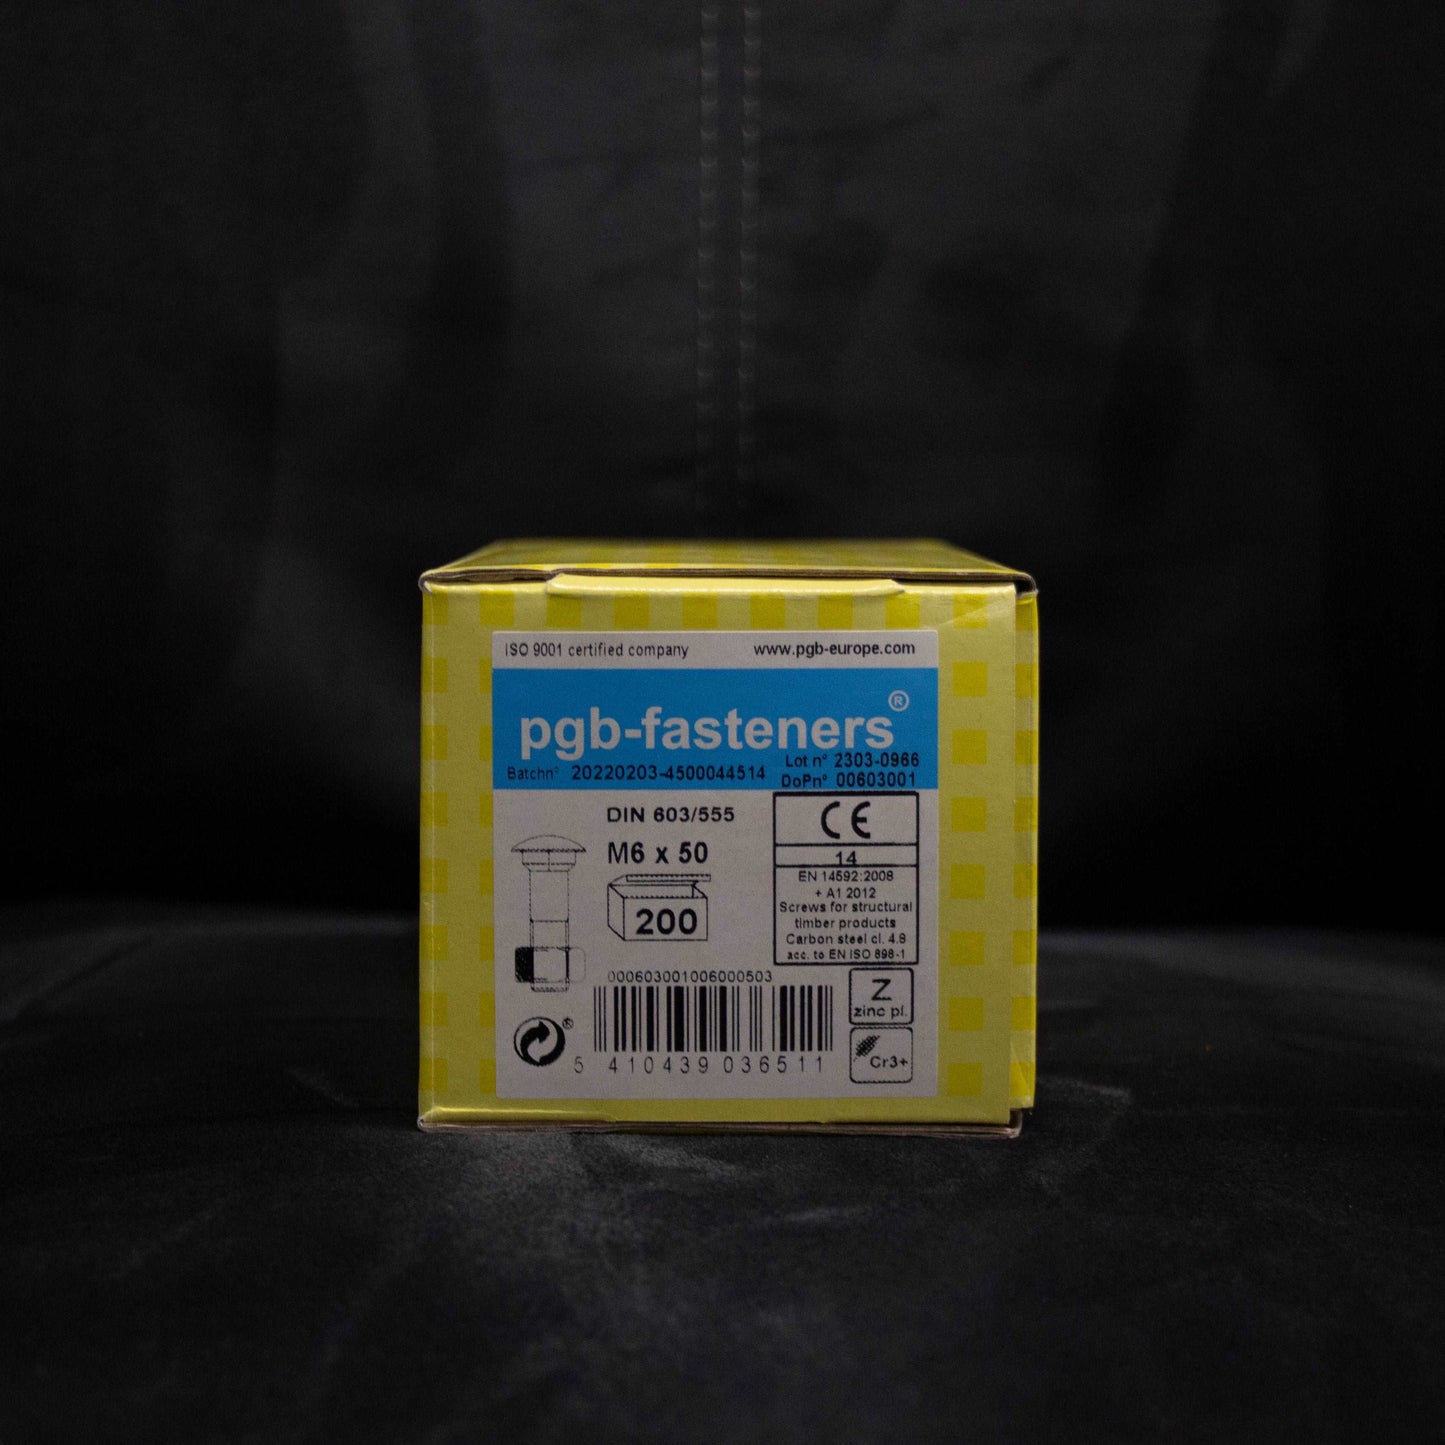 ISO 9001 certified company www.pgb-europe.com
pgb-fasteners®
Batchn° 20220203-4500044514
Lot n° 2303-0966
DoPn° 00603001
DIN 603/555
M6 x 50
200
CE
14
EN 14592:2008
+ A1 2012
Screws for structural
timber products
Carbon steel cl. 4.8
acc. to EN ISO 898-1
000603001006000503
5 410439 036511
®
Z
zinc pl.
Cr3+